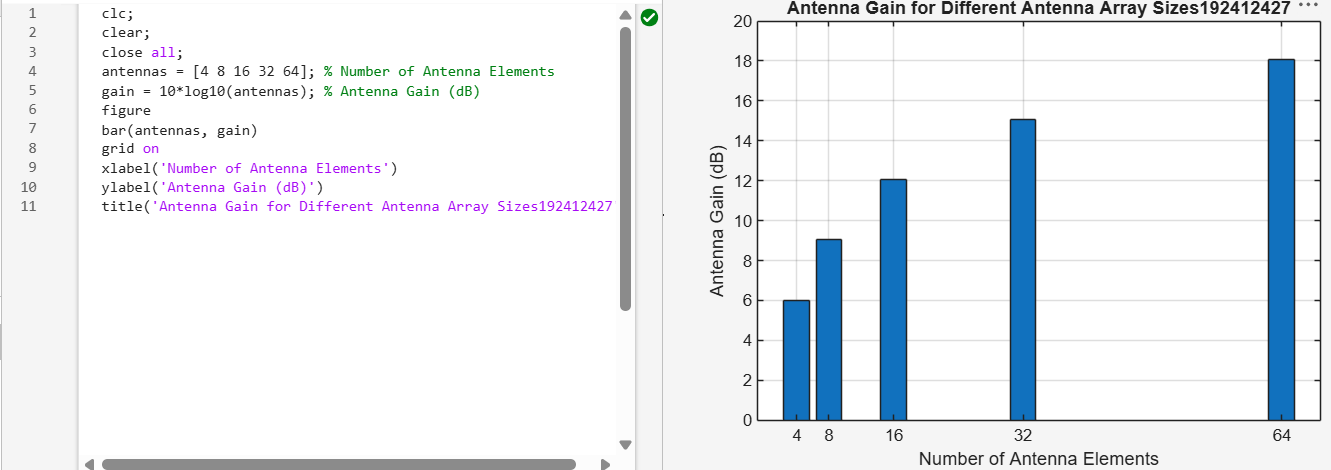 1 clc;
2 clear;
3 close all;
4 antennas = [4 8 16 32 64]; % Number of Antenna Elements
5 gain = 10*log10(antennas); % Antenna Gain (dB)
6 figure
7 bar(antennas, gain)
8 grid on
9 xlabel('Number of Antenna Elements')
10 ylabel('Antenna Gain (dB)')
11 title('Antenna Gain for Different Antenna Array Sizes192412427
Antenna Gain for Different Antenna Array Sizes192412427
20
18
16
14
12
10
8
6
4
2
0
Antenna Gain (dB)
4 8 16 32 64
Number of Antenna Elements